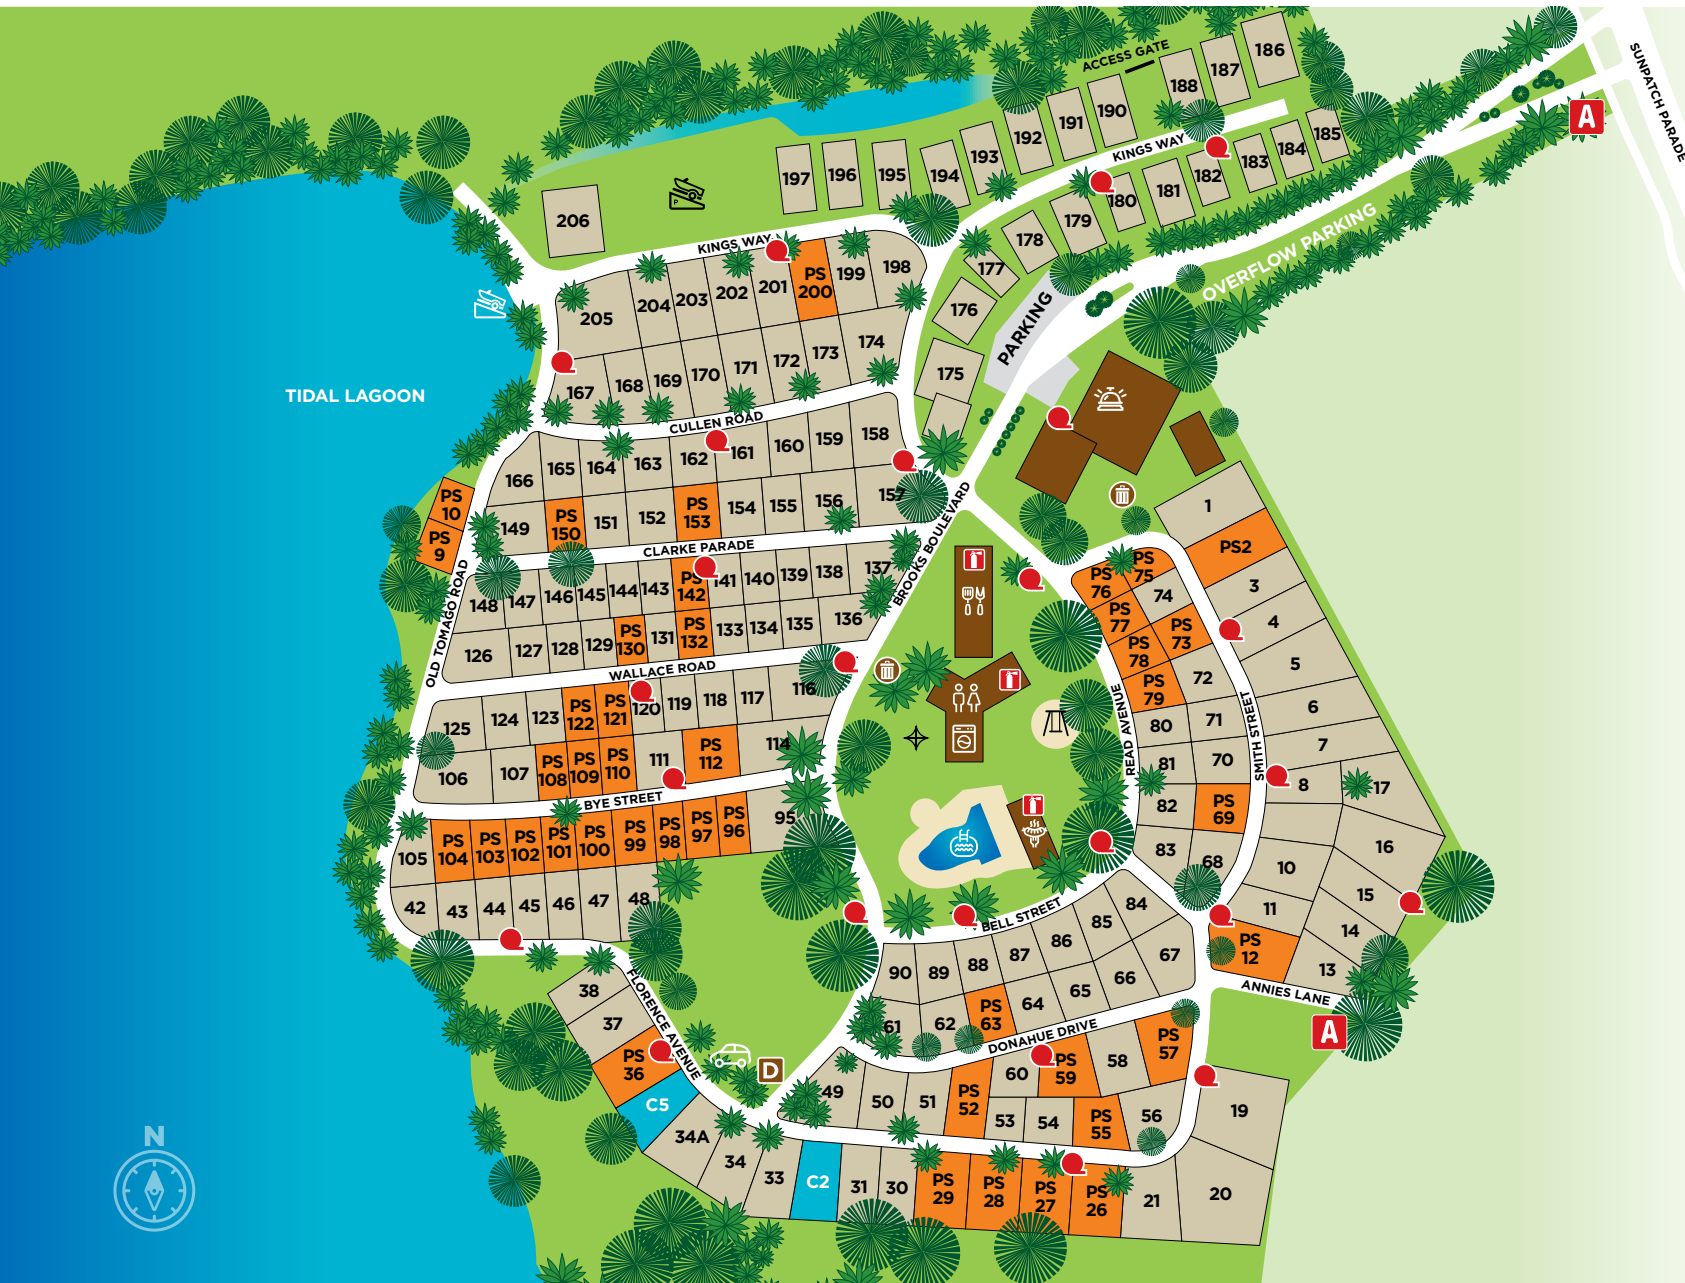 SUNPATCH PARADE
A
ACCESS GATE
186
187
188
190
191
192
193
194
195
196
197
KINGS WAY
185
184
183
182
181
180
179
178
177
176
175
206
P
KINGS WAY
OVERFLOW PARKING
PARKING
205
204
203
202
201
PS
200
199
198
167
168
169
170
171
172
173
174
TIDAL LAGOON
CULLEN ROAD
166
165
164
163
162
161
160
159
158
PS
10
PS
9
149
PS
150
151
152
PS
153
154
155
156
157
CLARKE PARADE
BROOKS BOULEVARD
OLD TOMAGO ROAD
148
147
146
145
144
143
PS
142
141
140
139
138
137
126
127
128
129
PS
130
131
PS
132
133
134
135
136
WALLACE ROAD
125
124
123
PS
122
PS
121
120
119
118
117
116
106
107
PS
108
PS
109
PS
110
111
PS
112
114
BYE STREET
105
PS
104
PS
103
PS
102
PS
101
PS
100
PS
99
PS
98
PS
97
PS
96
95
42
43
44
45
46
47
48
1
PS2
3
4
5
6
7
8
17
16
15
14
13
10
11
PS
12
PS
76
PS
75
74
PS
77
PS
73
PS
78
72
PS
79
71
80
70
81
PS
69
82
83
68
READ AVENUE
SMITH STREET
BELL STREET
90
89
88
87
86
85
84
61
62
PS
63
64
65
66
67
ANNIES LANE
A
DONAHUE DRIVE
FLORENCE AVENUE
38
37
PS
36
C5
34A
34
33
C2
31
30
PS
29
PS
28
PS
27
PS
26
21
20
19
D
49
50
51
PS
52
53
54
PS
55
56
60
PS
59
58
PS
57
N